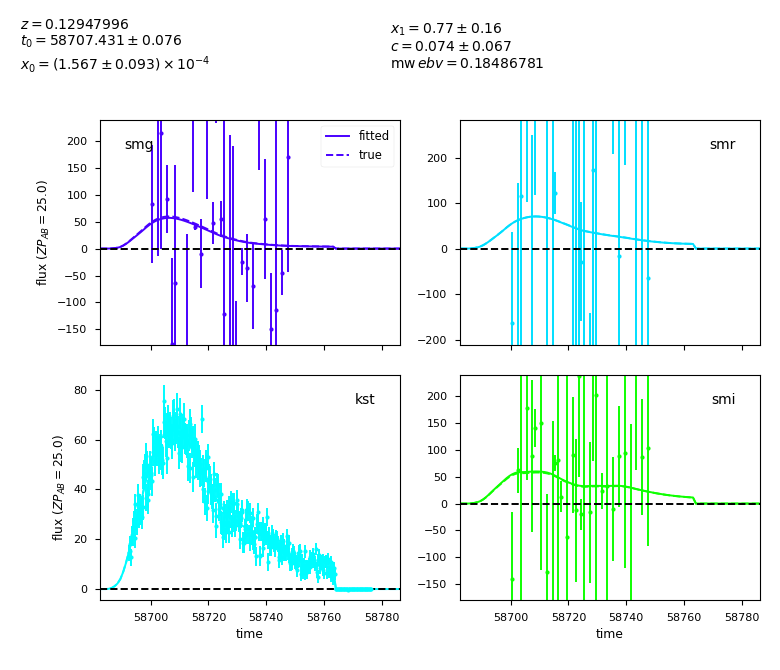 z = 0.12947996
t0 = 58707.431 ± 0.076
x0 = (1.567 ± 0.093) × 10^−4
x1 = 0.77 ± 0.16
c = 0.074 ± 0.067
mw ebv = 0.18486781
smg
fitted
true
200
150
100
50
0
−50
−100
−150
flux (ZP_AB = 25.0)
smr
200
100
0
−100
−200
kst
80
60
40
20
0
flux (ZP_AB = 25.0)
58700 58720 58740 58760 58780
time
smi
200
150
100
50
0
−50
−100
−150
58700 58720 58740 58760 58780
time